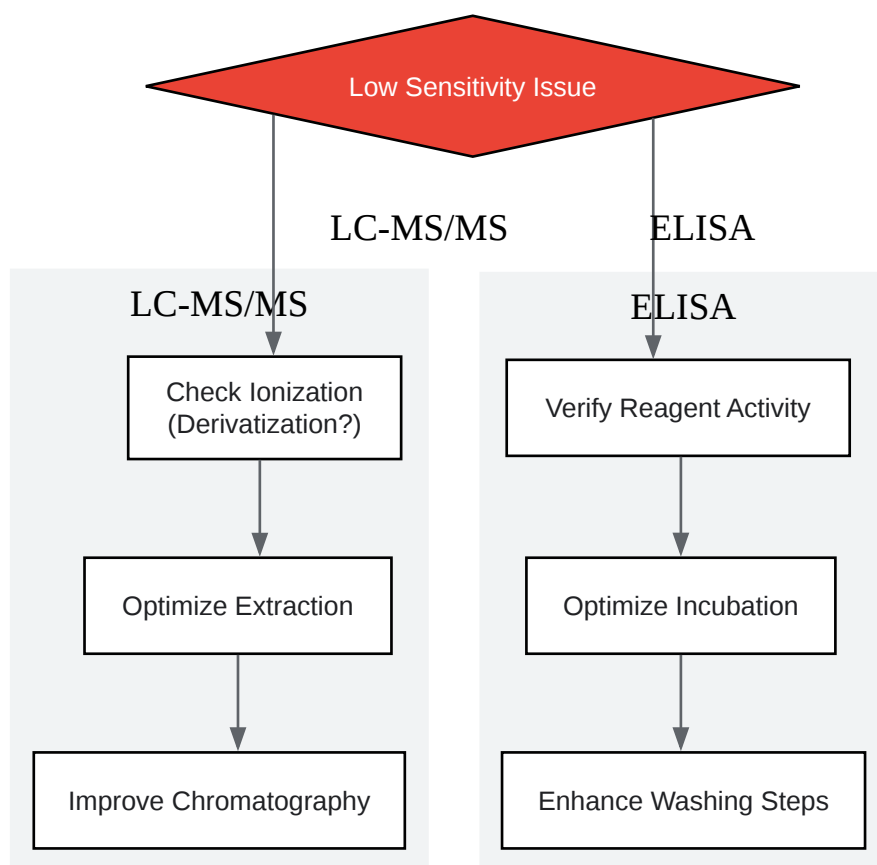 Low Sensitivity Issue
LC-MS/MS
ELISA
LC-MS/MS
Check Ionization
(Derivatization?)
Optimize Extraction
Improve Chromatography
ELISA
Verify Reagent Activity
Optimize Incubation
Enhance Washing Steps